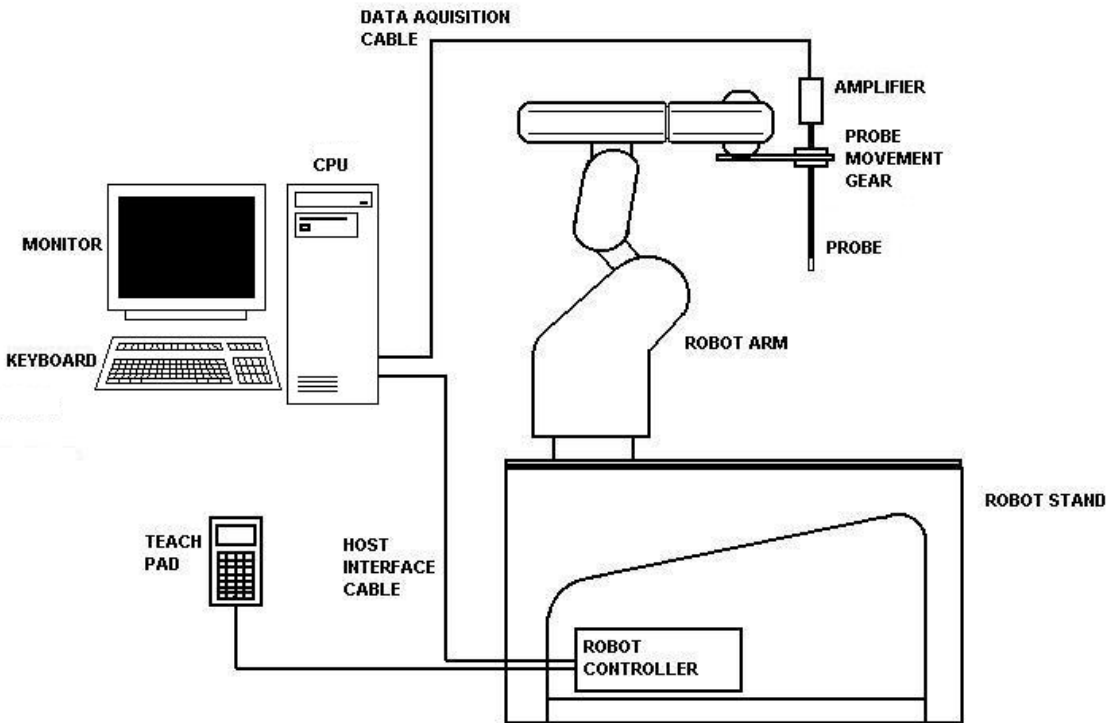 DATA AQUISITION
CABLE
AMPLIFIER
PROBE
MOVEMENT
GEAR
CPU
MONITOR
PROBE
KEYBOARD
ROBOT ARM
ROBOT STAND
TEACH
PAD
HOST
INTERFACE
CABLE
ROBOT
CONTROLLER